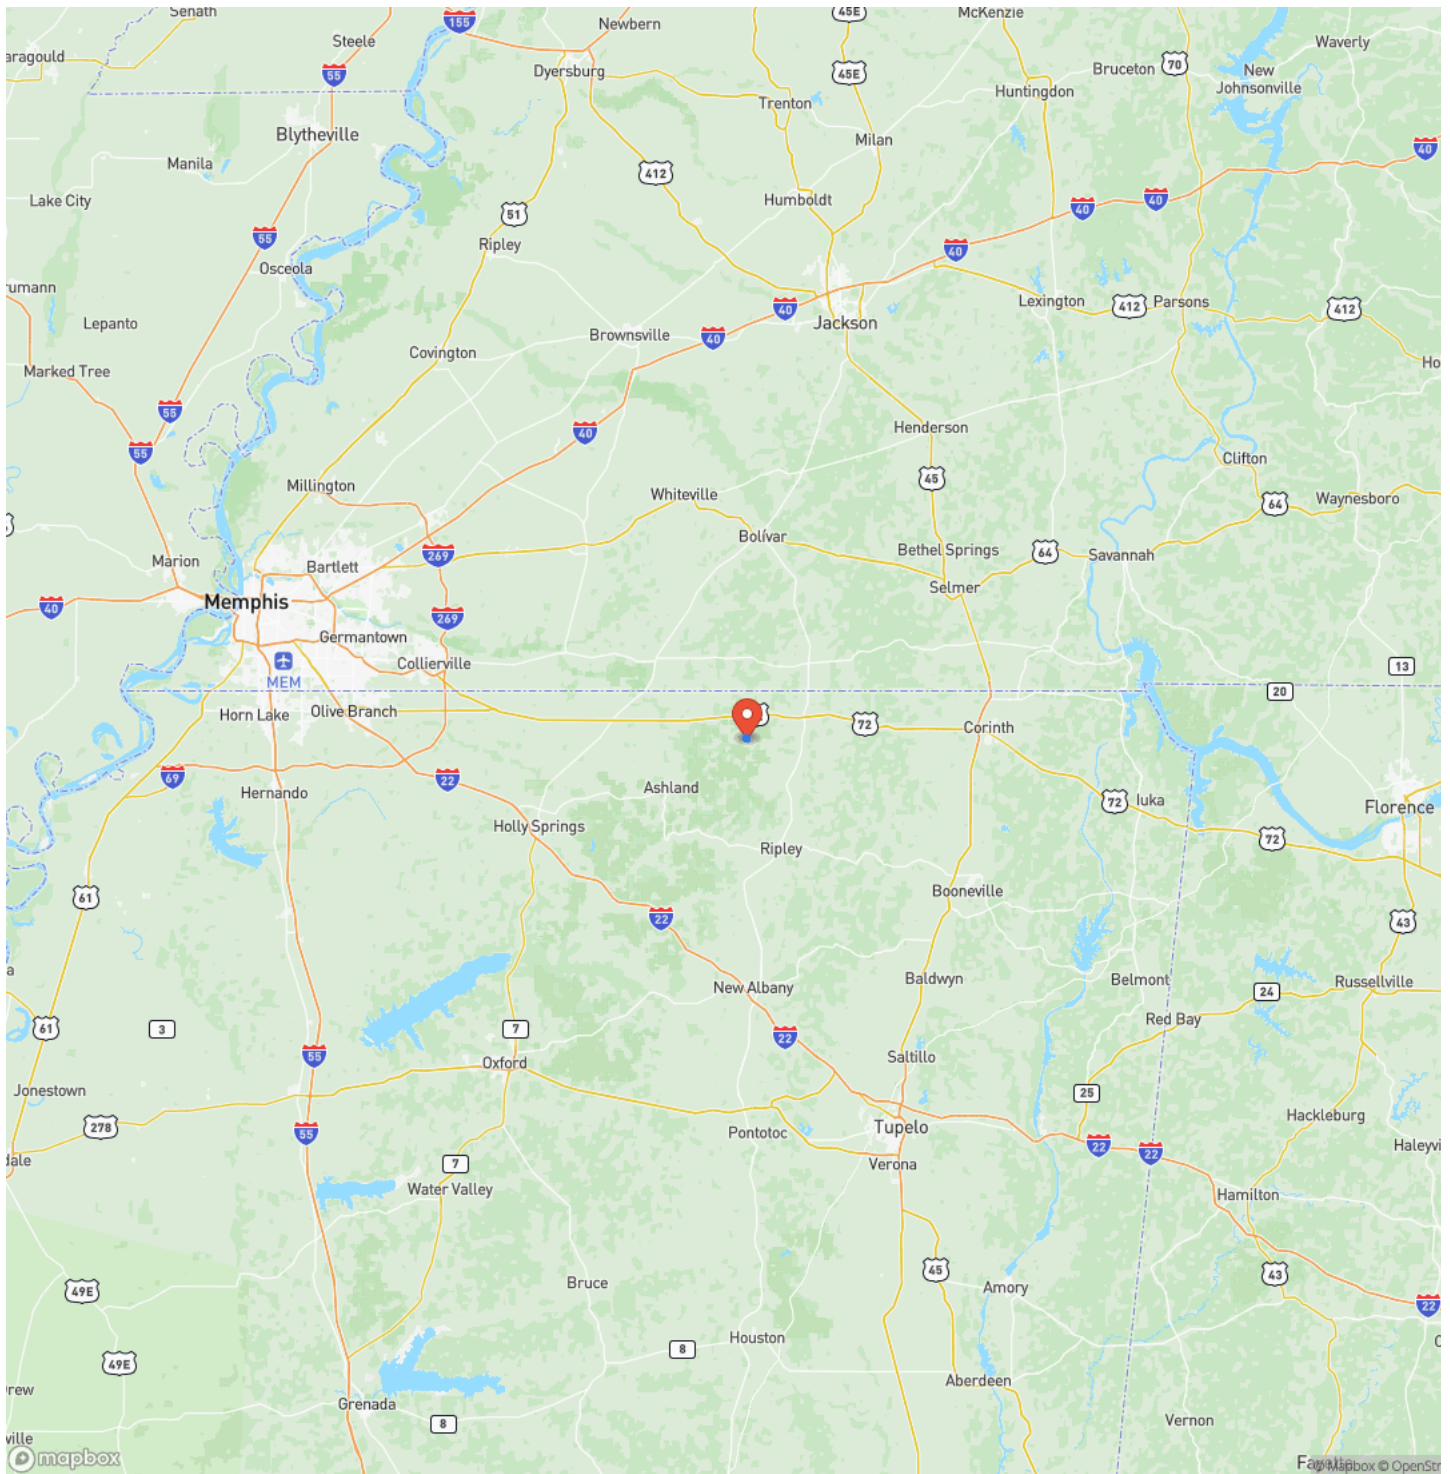 Senath
155
Newbern
45E
McKenzie
Waverly
Steele
aragould
55
Dyersburg
45E
Bruceton
70
New
Johnsonville
Huntingdon
Trenton
Blytheville
Milan
40
Manila
412
Lake City
Humboldt
40
40
51
55
Ripley
40
Osceola
rumann
Lexington
412
Parsons
412
40
Lepanto
Jackson
Brownsville
40
Covington
Marked Tree
Ho
55
Henderson
40
55
Clifton
45
Millington
Whiteville
64
Waynesboro
Bolívar
269
Bethel Springs
64
Savannah
Marion
Bartlett
Selmer
Memphis
40
269
Germantown
Collierville
13
MEM
20
Horn Lake
Olive Branch
72
Corinth
69
22
Hernando
Ashland
72
Iuka
Florence
Holly Springs
72
Ripley
Booneville
61
22
43
a
Baldwyn
Belmont
Russellville
New Albany
24
61
3
7
Red Bay
22
55
Oxford
Saltillo
Jonestown
25
278
Hackleburg
55
Pontotoc
Tupelo
22
22
Haleyvi
dale
7
Verona
Water Valley
Hamilton
45
43
Bruce
Amory
49E
22
Houston
8
C
49E
Aberdeen
rew
Grenada
8
Vernon
ville
mapbox
© Mapbox © OpenStr